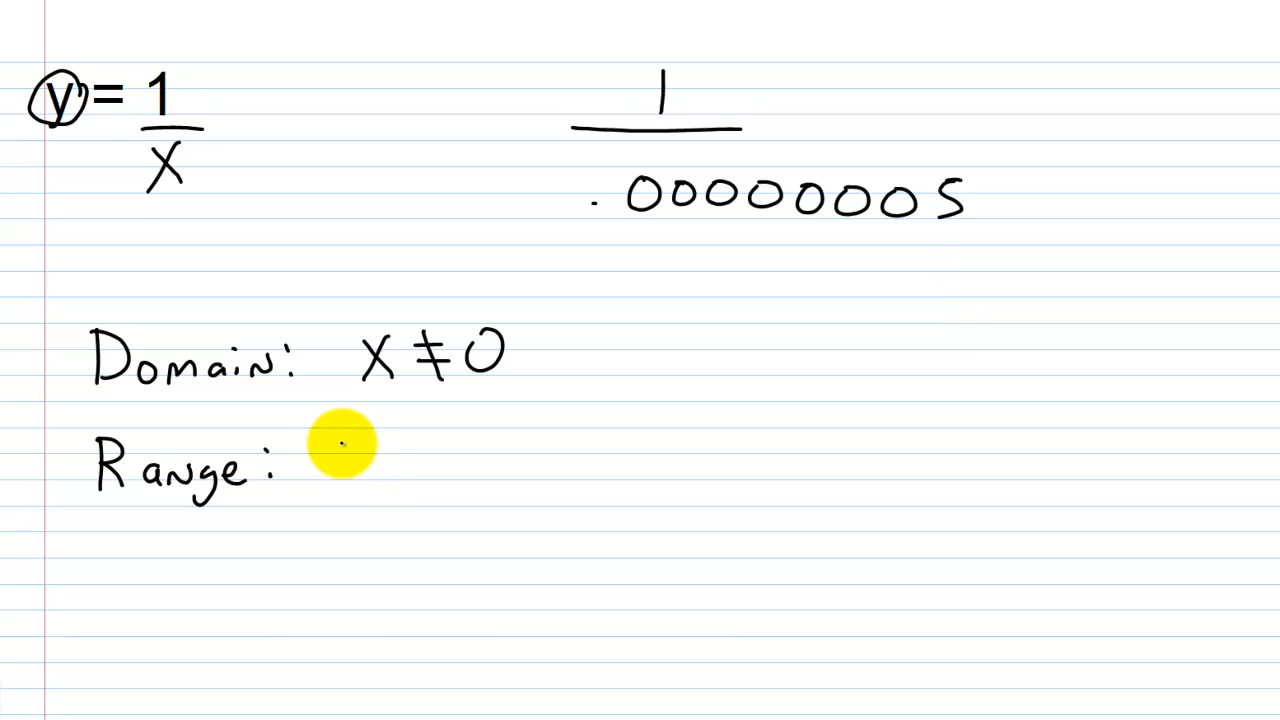 y = 1
x
1
.00000005
Domain: x ≠ 0
Range: